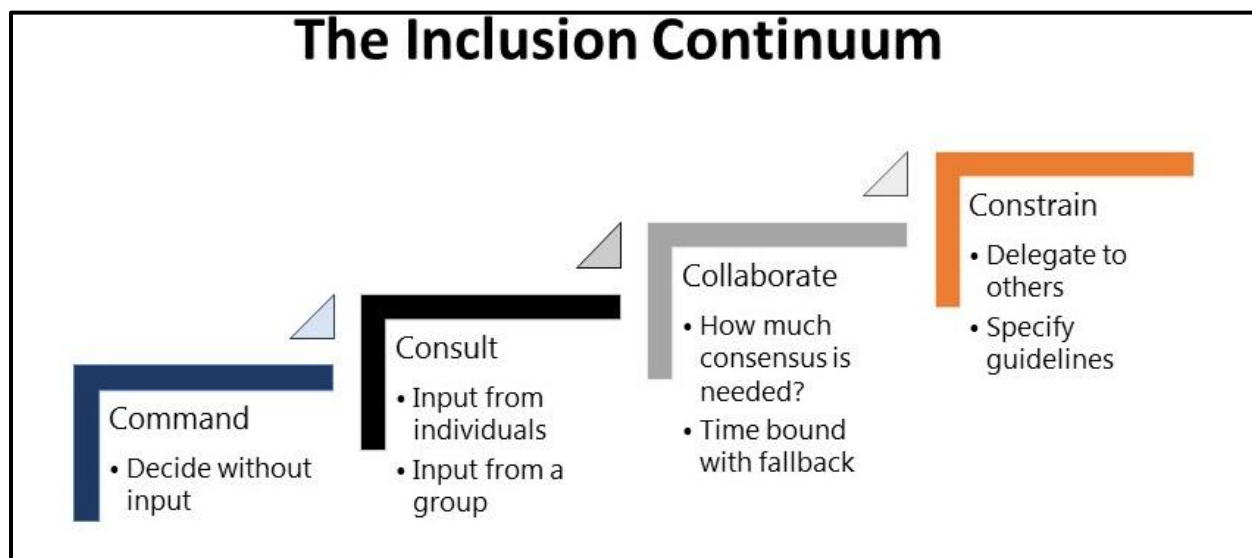 The Inclusion Continuum
Command
• Decide without
input
Consult
• Input from
individuals
• Input from a
group
Collaborate
• How much
consensus is
needed?
• Time bound
with fallback
Constrain
• Delegate to
others
• Specify
guidelines